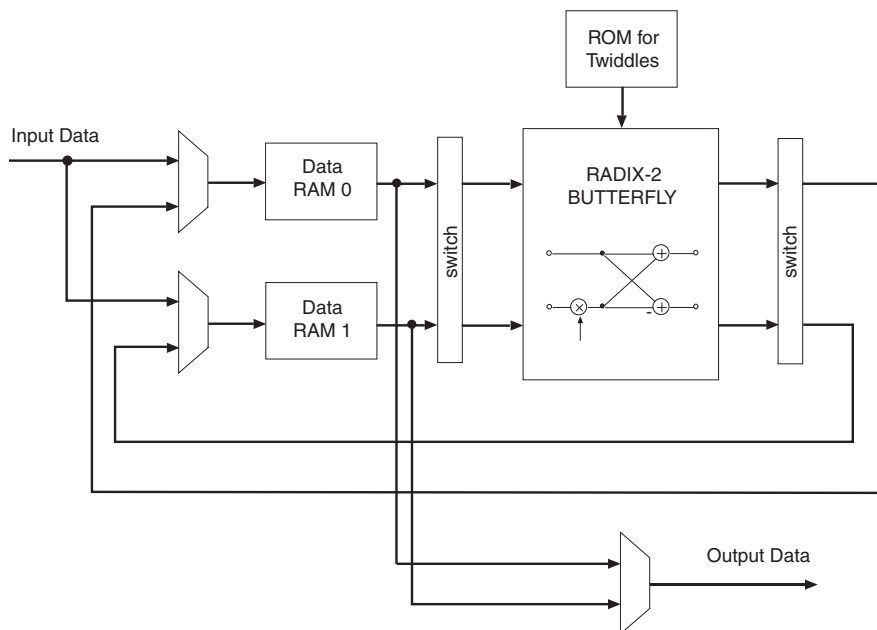 ROM for
Twiddles
Input Data
Data
RAM 0
switch
RADIX-2
BUTTERFLY
switch
Data
RAM 1
-
Output Data